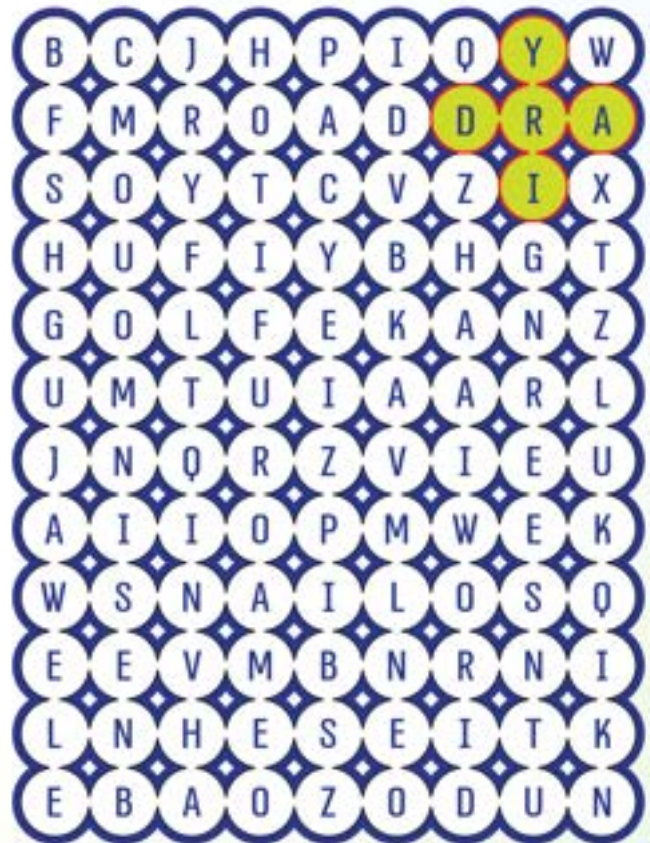 B C J H P I Q Y W
F M R O A D D R A
S O Y T C V Z I X
H U F I Y B H G T
G O L F E K A N Z
U M T U I A A R L
J N Q R Z V I E U
A I I O P M W E K
W S N A I L O S Q
E E V M B N R N I
L N H E S E I T K
E B A O Z O D U N